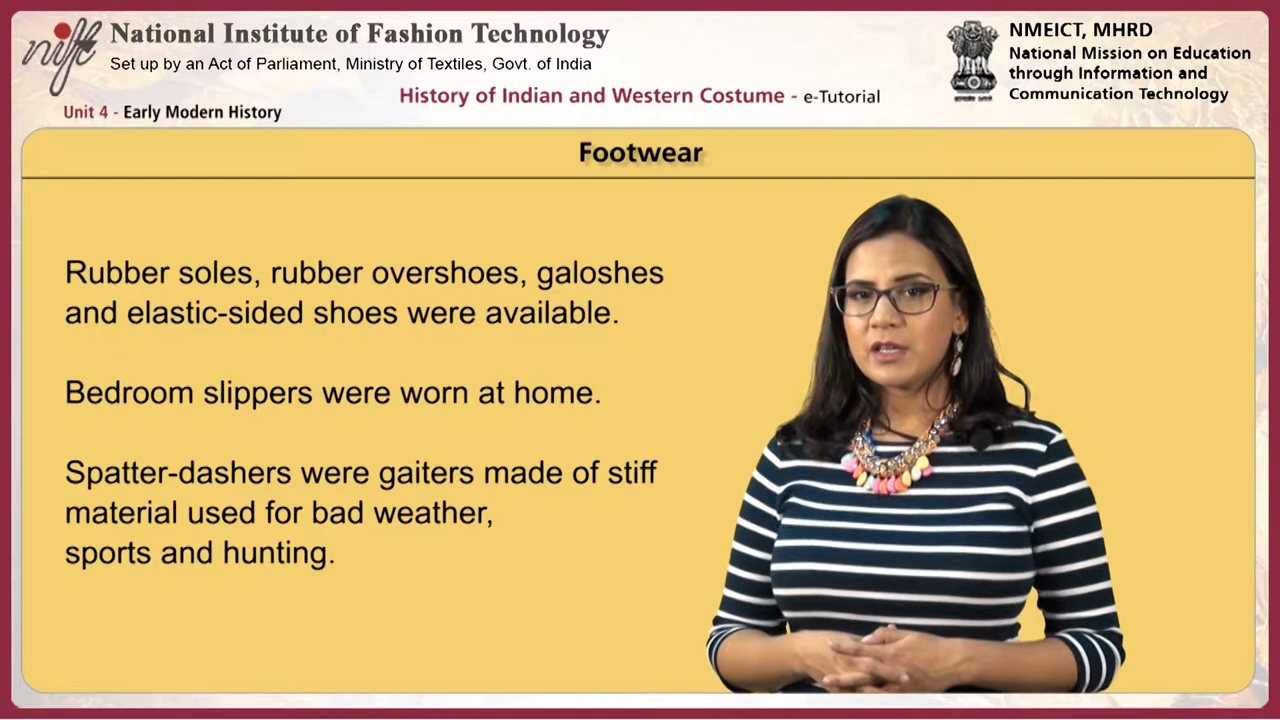 nift
National Institute of Fashion Technology
Set up by an Act of Parliament, Ministry of Textiles, Govt. of India
NMEICT, MHRD
National Mission on Education
through Information and
Communication Technology
History of Indian and Western Costume - e-Tutorial
Unit 4 - Early Modern History
Footwear
Rubber soles, rubber overshoes, galoshes
and elastic-sided shoes were available.
Bedroom slippers were worn at home.
Spatter-dashers were gaiters made of stiff
material used for bad weather,
sports and hunting.